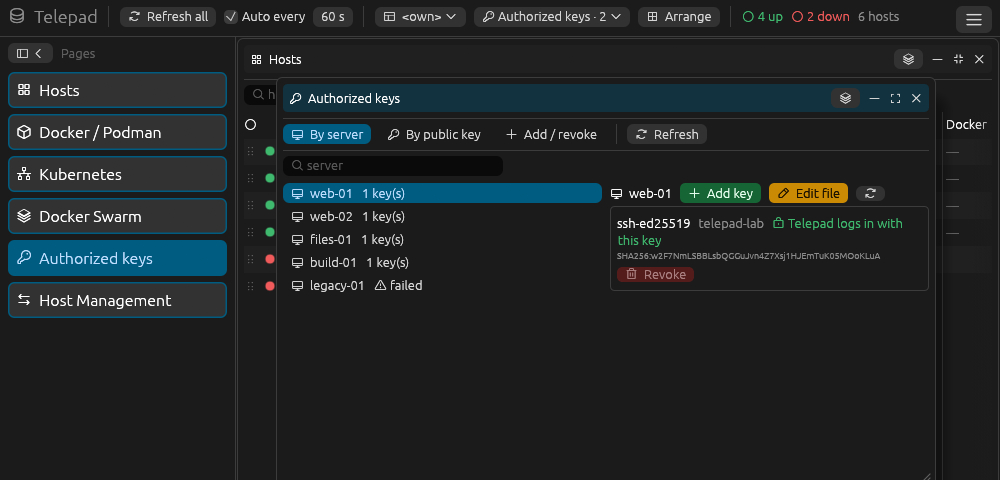 Telepad Refresh all Auto every 60 s <own> Authorized keys · 2 Arrange 4 up 2 down 6 hosts
Pages
Hosts
Docker / Podman
Kubernetes
Docker Swarm
Authorized keys
Host Management
Hosts
Docker
—
—
—
—
—
—
Authorized keys
By server By public key Add / revoke Refresh
server
web-01 1 key(s)
web-02 1 key(s)
files-01 1 key(s)
build-01 1 key(s)
legacy-01 failed
web-01 Add key Edit file
ssh-ed25519 telepad-lab Telepad logs in with
this key
Revoke